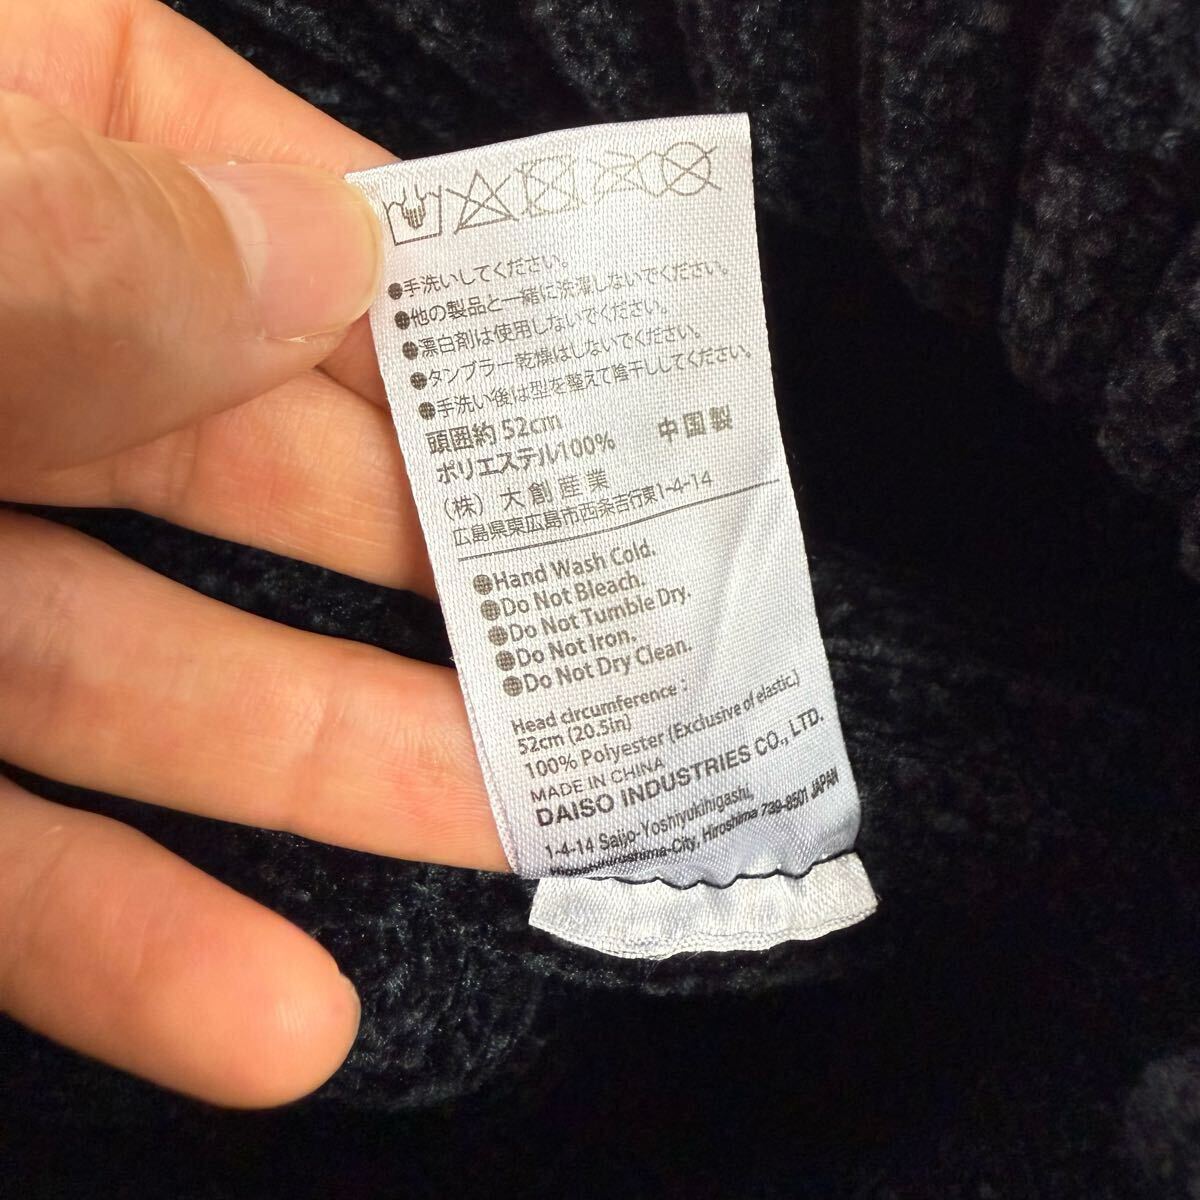 ●手洗いしてください。
●他の製品と一緒に洗濯しないでください。
●漂白剤は使用しないでください。
●タンブラー乾燥はしないでください。
●手洗い後は型を整えて陰干ししてください。
頭囲約 52cm
ポリエステル100% 中国製
(株) 大創産業
広島県東広島市西条吉行東1-4-14
●Hand Wash Cold.
●Do Not Bleach.
●Do Not Tumble Dry.
●Do Not Iron.
●Do Not Dry Clean.
Head circumference :
52cm (20.5in)
100% Polyester (Exclusive of elastic.)
MADE IN CHINA
DAISO INDUSTRIES CO., LTD.
1-4-14 Saijo-Yoshiyukihigashi,
Higashihiroshima-City, Hiroshima 739-8501 JAPAN